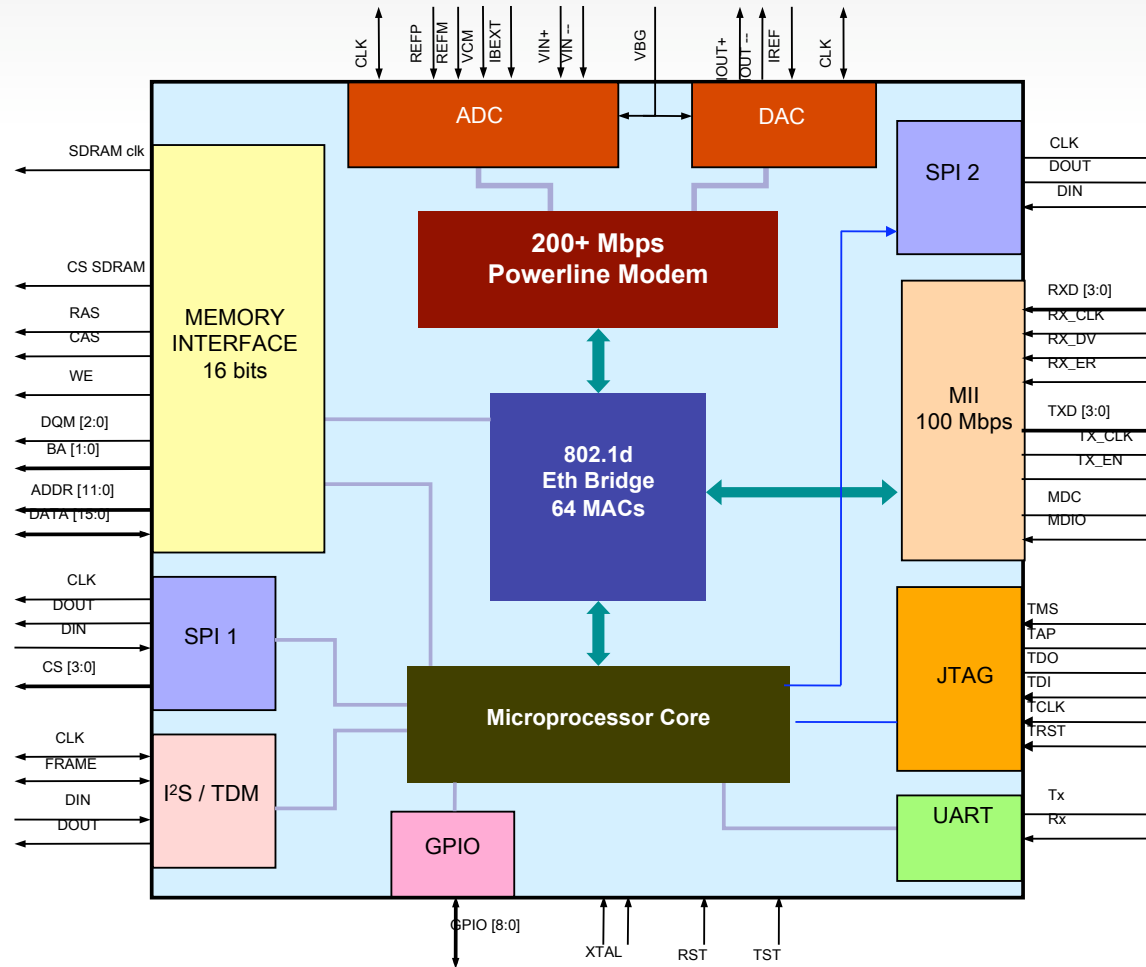 CLK
REFP
REFM
VCM
IBEXT
VIN+
VIN --
VBG
IOUT+
IOUT --
IREF
CLK
ADC
DAC
SDRAM clk
CS SDRAM
RAS
CAS
WE
DQM [2:0]
BA [1:0]
ADDR [11:0]
DATA [15:0]
MEMORY
INTERFACE
16 bits
200+ Mbps
Powerline Modem
SPI 2
CLK
DOUT
DIN
802.1d
Eth Bridge
64 MACs
MII
100 Mbps
RXD [3:0]
RX_CLK
RX_DV
RX_ER
TXD [3:0]
TX_CLK
TX_EN
MDC
MDIO
CLK
DOUT
DIN
CS [3:0]
SPI 1
Microprocessor Core
JTAG
TMS
TAP
TDO
TDI
TCLK
TRST
CLK
FRAME
DIN
DOUT
I²S / TDM
GPIO
UART
Tx
Rx
GPIO [8:0]
XTAL
RST
TST